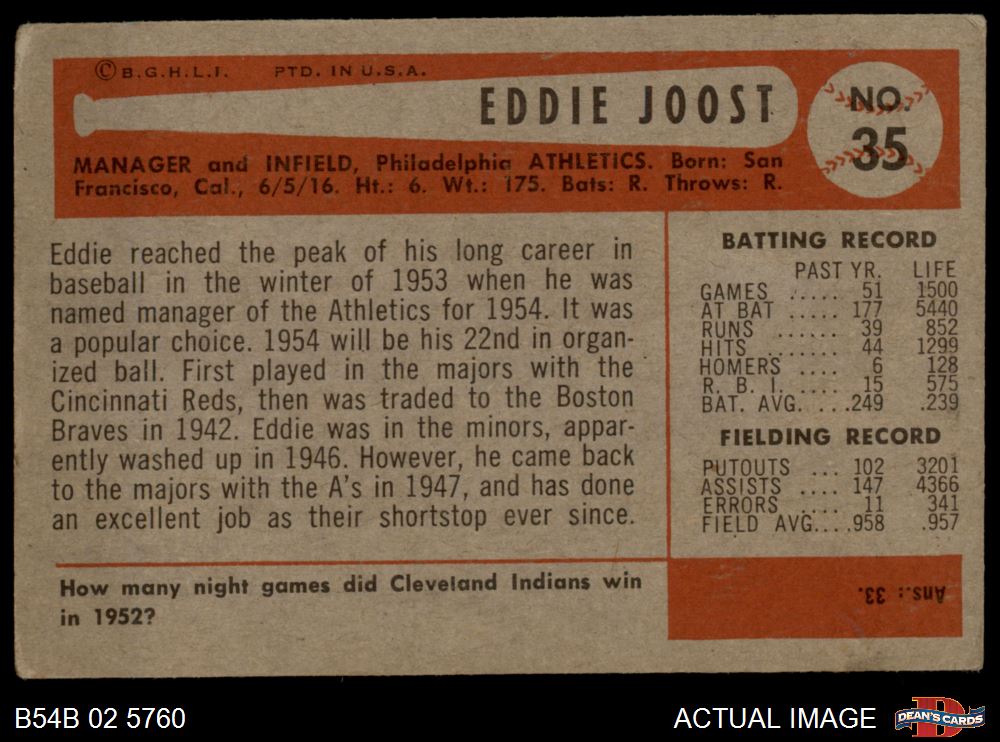 © B.G.H.L.I. PTD. IN U.S.A.
EDDIE JOOST
NO.
35
MANAGER and INFIELD, Philadelphia ATHLETICS. Born: San
Francisco, Cal., 6/5/16. Ht.: 6. Wt.: 175. Bats: R. Throws: R.
Eddie reached the peak of his long career in
baseball in the winter of 1953 when he was
named manager of the Athletics for 1954. It was
a popular choice. 1954 will be his 22nd in organ-
ized ball. First played in the majors with the
Cincinnati Reds, then was traded to the Boston
Braves in 1942. Eddie was in the minors, appar-
ently washed up in 1946. However, he came back
to the majors with the A's in 1947, and has done
an excellent job as their shortstop ever since.
BATTING RECORD
PAST YR. LIFE
GAMES ..... 51 1500
AT BAT ..... 177 5440
RUNS ...... 39 852
HITS ....... 44 1299
HOMERS .... 6 128
R. B. I. ..... 15 575
BAT. AVG. ...249 .239
FIELDING RECORD
PUTOUTS ... 102 3201
ASSISTS .... 147 4366
ERRORS .... 11 341
FIELD AVG....958 .957
How many night games did Cleveland Indians win
in 1952?
Ans.: 33.
B54B 02 5760
ACTUAL IMAGE
D
DEAN'S CARDS